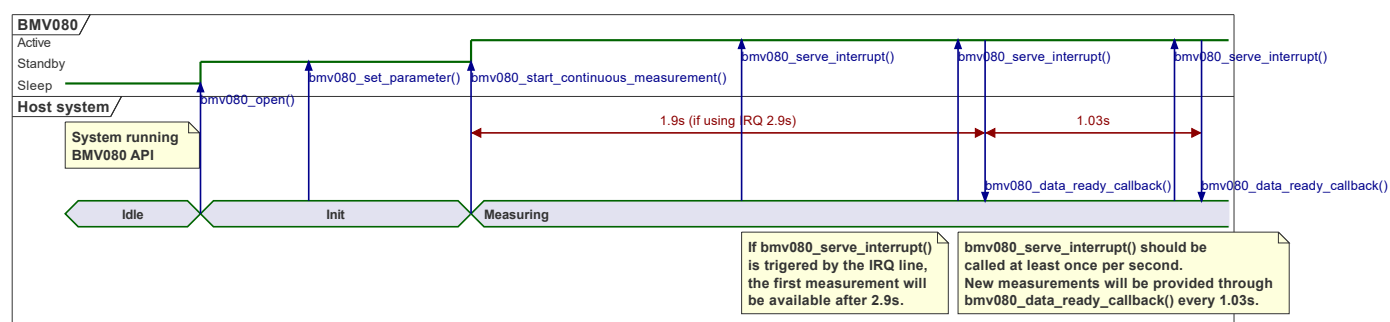 BMV080
Active
Standby
Sleep
bmv080_open()
bmv080_set_parameter()
bmv080_start_continuous_measurement()
bmv080_serve_interrupt()
bmv080_serve_interrupt()
bmv080_serve_interrupt()
Host system
System running
BMV080 API
1.9s (if using IRQ 2.9s)
1.03s
bmv080_data_ready_callback()
bmv080_data_ready_callback()
Idle
Init
Measuring
If bmv080_serve_interrupt()
is trigered by the IRQ line,
the first measurement will
be available after 2.9s.
bmv080_serve_interrupt() should be
called at least once per second.
New measurements will be provided through
bmv080_data_ready_callback() every 1.03s.